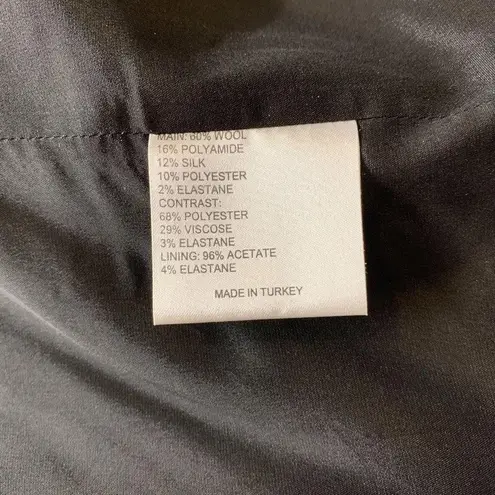 MAIN: 60% WOOL
16% POLYAMIDE
12% SILK
10% POLYESTER
2% ELASTANE
CONTRAST:
68% POLYESTER
29% VISCOSE
3% ELASTANE
LINING: 96% ACETATE
4% ELASTANE
MADE IN TURKEY